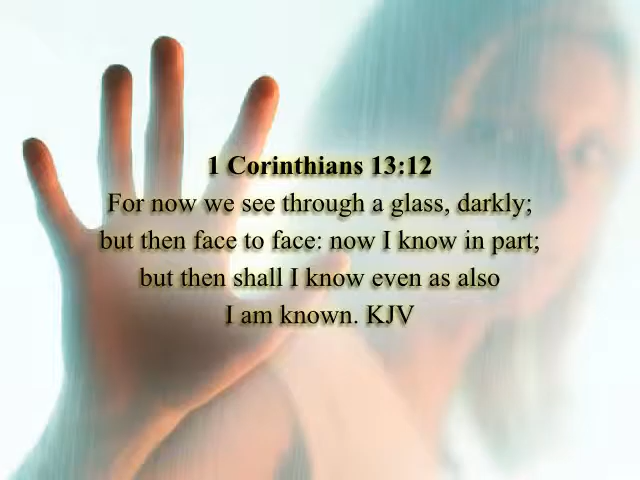 1 Corinthians 13:12
For now we see through a glass, darkly;
but then face to face: now I know in part;
but then shall I know even as also
I am known. KJV